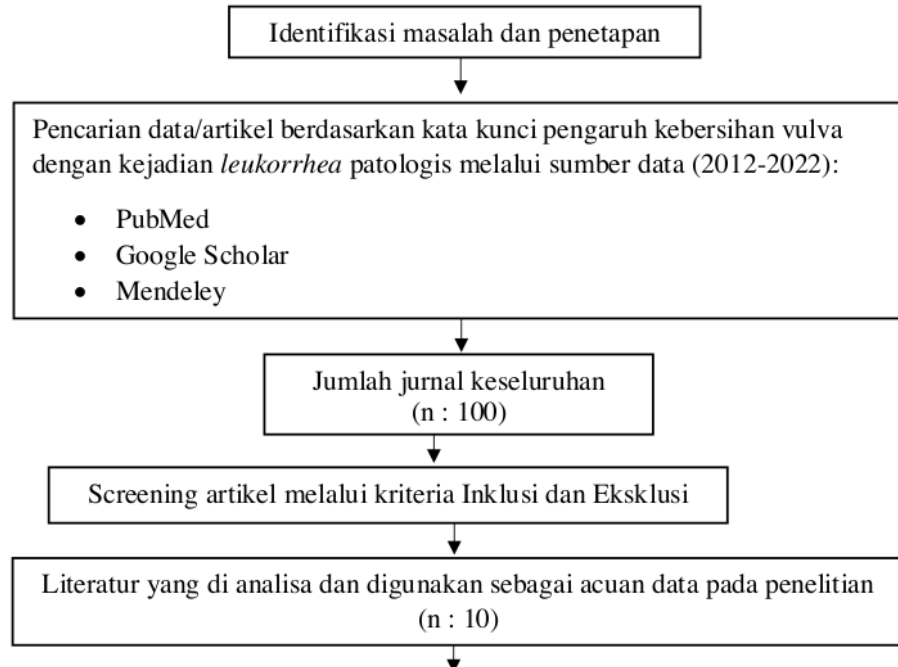 Identifikasi masalah dan penetapan
Pencarian data/artikel berdasarkan kata kunci pengaruh kebersihan vulva
dengan kejadian leukorrhea patologis melalui sumber data (2012-2022):
• PubMed
• Google Scholar
• Mendeley
Jumlah jurnal keseluruhan
(n : 100)
Screening artikel melalui kriteria Inklusi dan Eksklusi
Literatur yang di analisa dan digunakan sebagai acuan data pada penelitian
(n : 10)